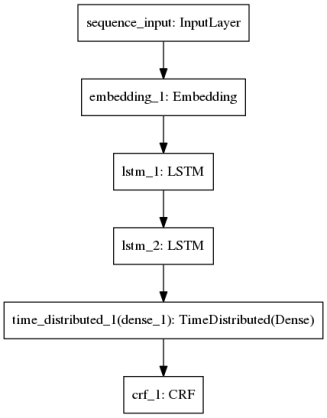 sequence_input: InputLayer
embedding_1: Embedding
lstm_1: LSTM
lstm_2: LSTM
time_distributed_1(dense_1): TimeDistributed(Dense)
crf_1: CRF